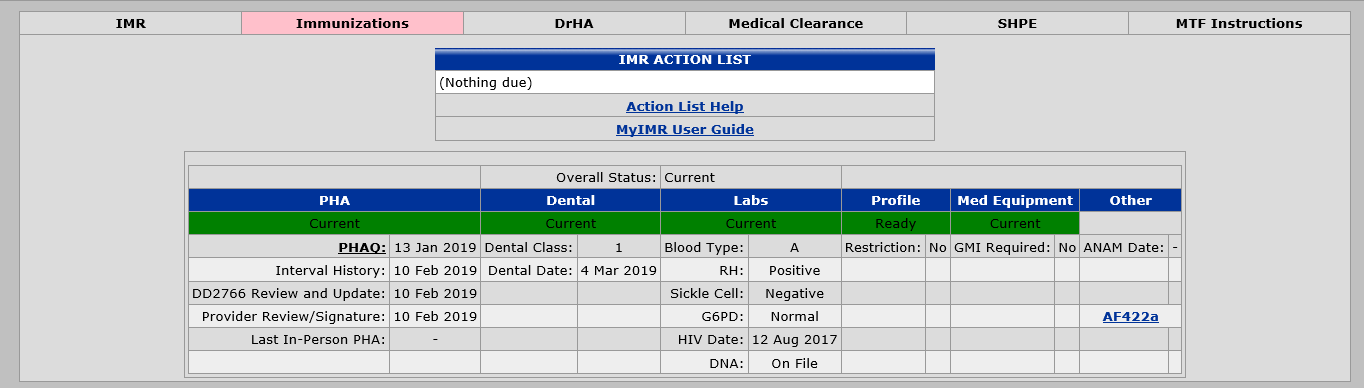 IMR Immunizations DrHA Medical Clearance SHPE MTF Instructions
IMR ACTION LIST
(Nothing due)
Action List Help
MyIMR User Guide
Overall Status: Current
PHA Dental Labs Profile Med Equipment Other
Current Current Current Ready Current
PHAQ: 13 Jan 2019 Dental Class: 1 Blood Type: A Restriction: No GMI Required: No ANAM Date: -
Interval History: 10 Feb 2019 Dental Date: 4 Mar 2019 RH: Positive
DD2766 Review and Update: 10 Feb 2019 Sickle Cell: Negative
Provider Review/Signature: 10 Feb 2019 G6PD: Normal AF422a
Last In-Person PHA: - HIV Date: 12 Aug 2017
DNA: On File